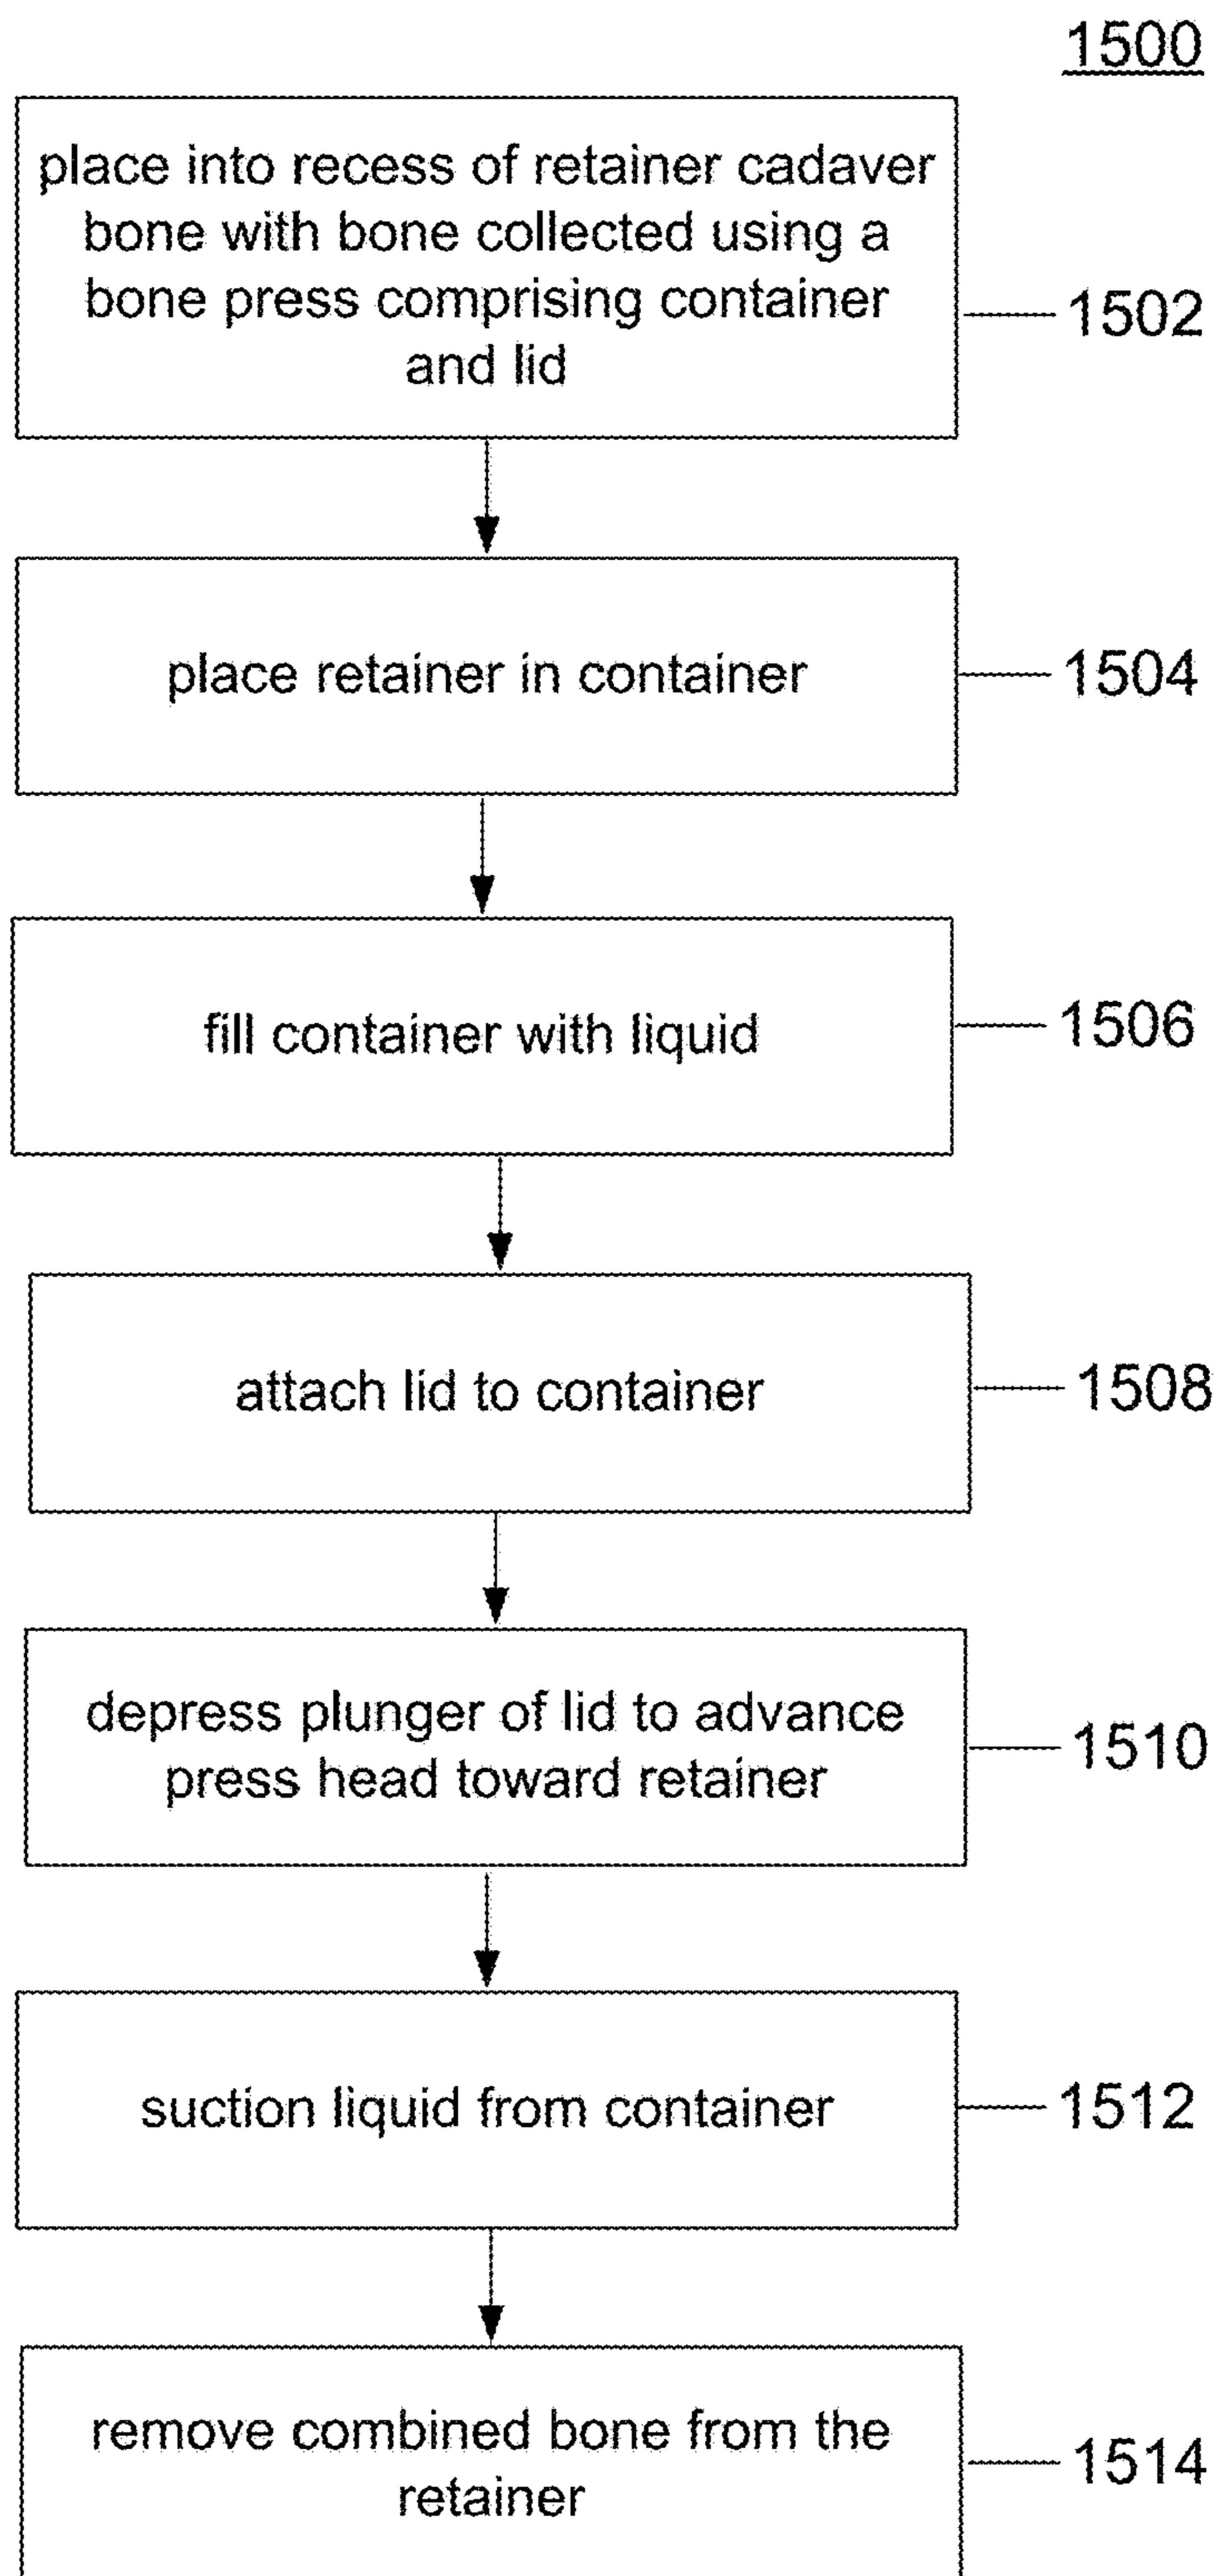 1500
place into recess of retainer cadaver
bone with bone collected using a
bone press comprising container
and lid
1502
place retainer in container
1504
fill container with liquid
1506
attach lid to container
1508
depress plunger of lid to advance
press head toward retainer
1510
suction liquid from container
1512
remove combined bone from the
retainer
1514